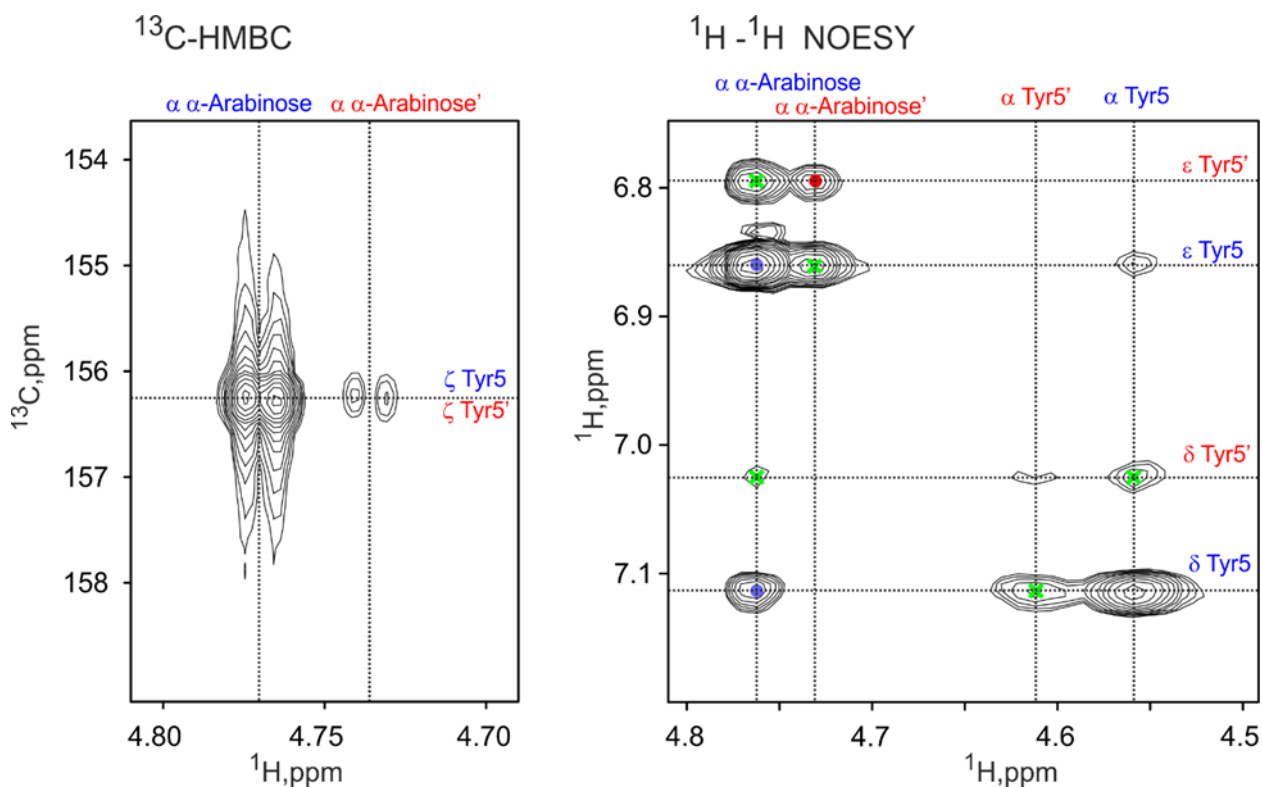 ¹³C-HMBC
α α-Arabinose α α-Arabinose'
154
155
156
157
158
ζ Tyr5
ζ Tyr5'
¹³C,ppm
4.80 4.75 4.70
¹H,ppm
¹H -¹H NOESY
α α-Arabinose
α α-Arabinose'
α Tyr5' α Tyr5
6.8
6.9
7.0
7.1
ε Tyr5'
ε Tyr5
δ Tyr5'
δ Tyr5
¹H,ppm
4.8 4.7 4.6 4.5
¹H,ppm